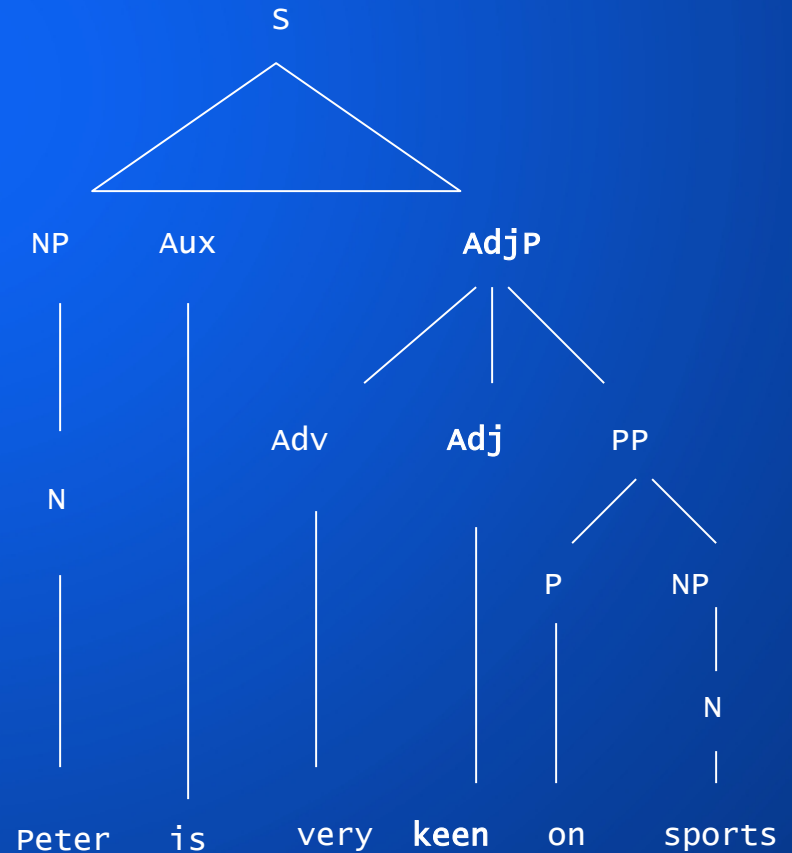 S
NP Aux AdjP
Adv Adj PP
N
P NP
N
Peter is very keen on sports